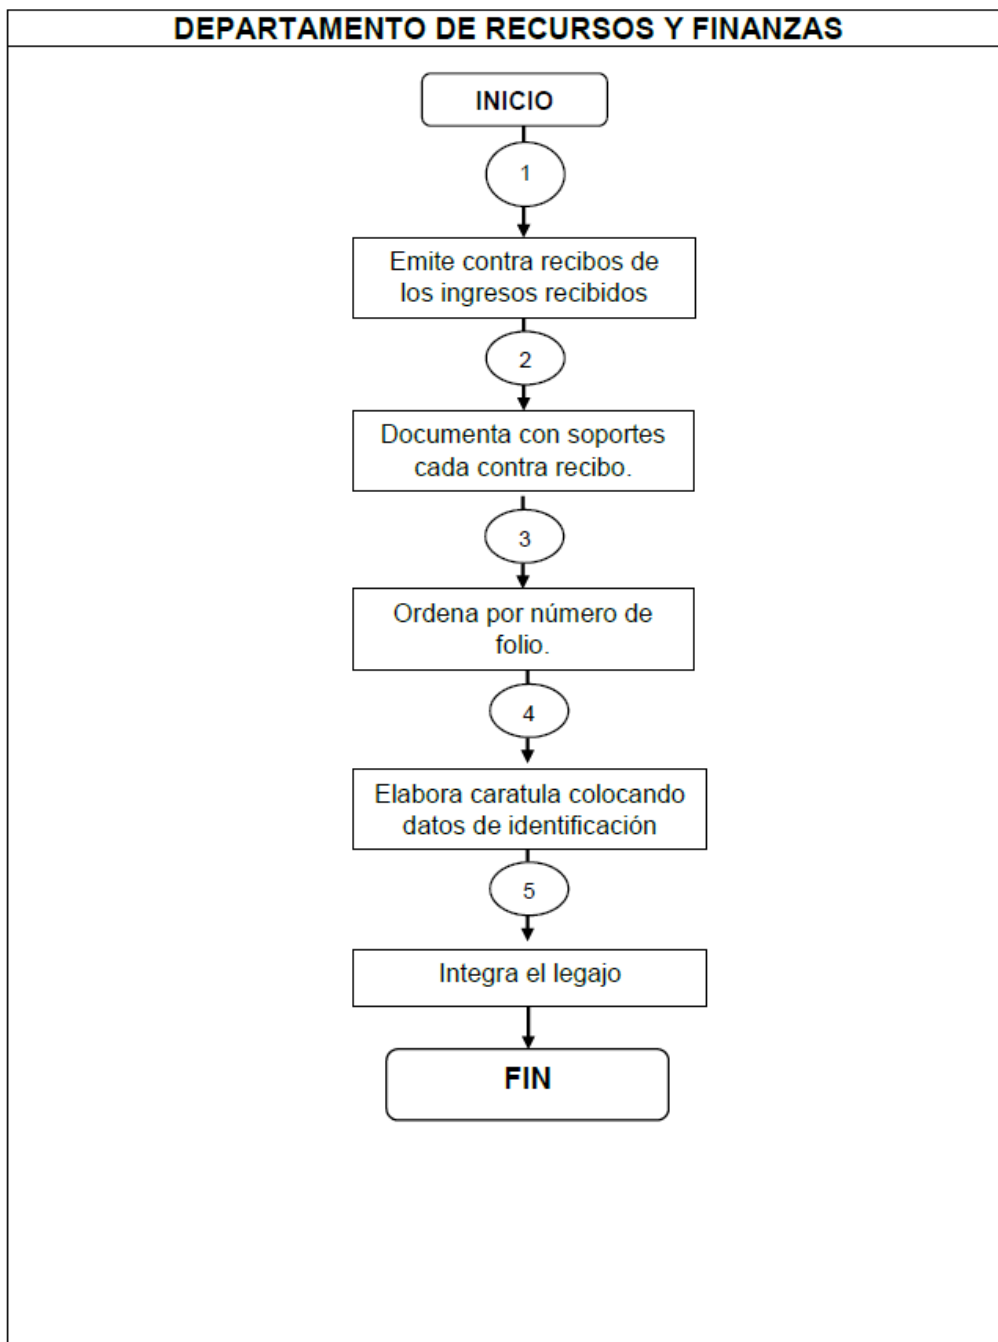 DEPARTAMENTO DE RECURSOS Y FINANZAS
INICIO
1
Emite contra recibos de
los ingresos recibidos
2
Documenta con soportes
cada contra recibo.
3
Ordena por número de
folio.
4
Elabora caratula colocando
datos de identificación
5
Integra el legajo
FIN